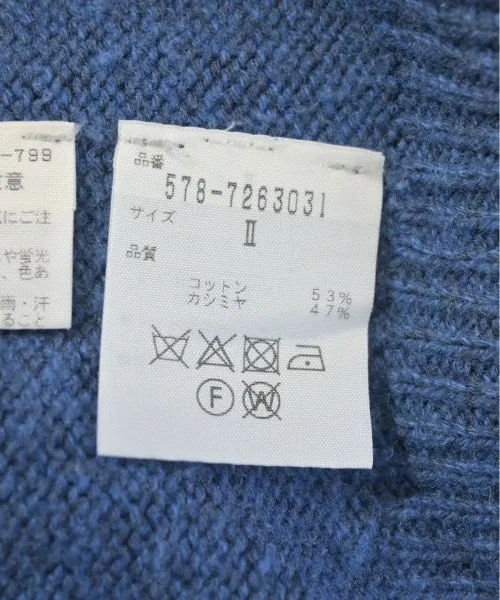 -799
意
にご注
や蛍光
、色あ
雨・汗
ること
品番
578-7263031
サイズ
Ⅱ
品質
コットン 53%
カシミヤ 47%
F W